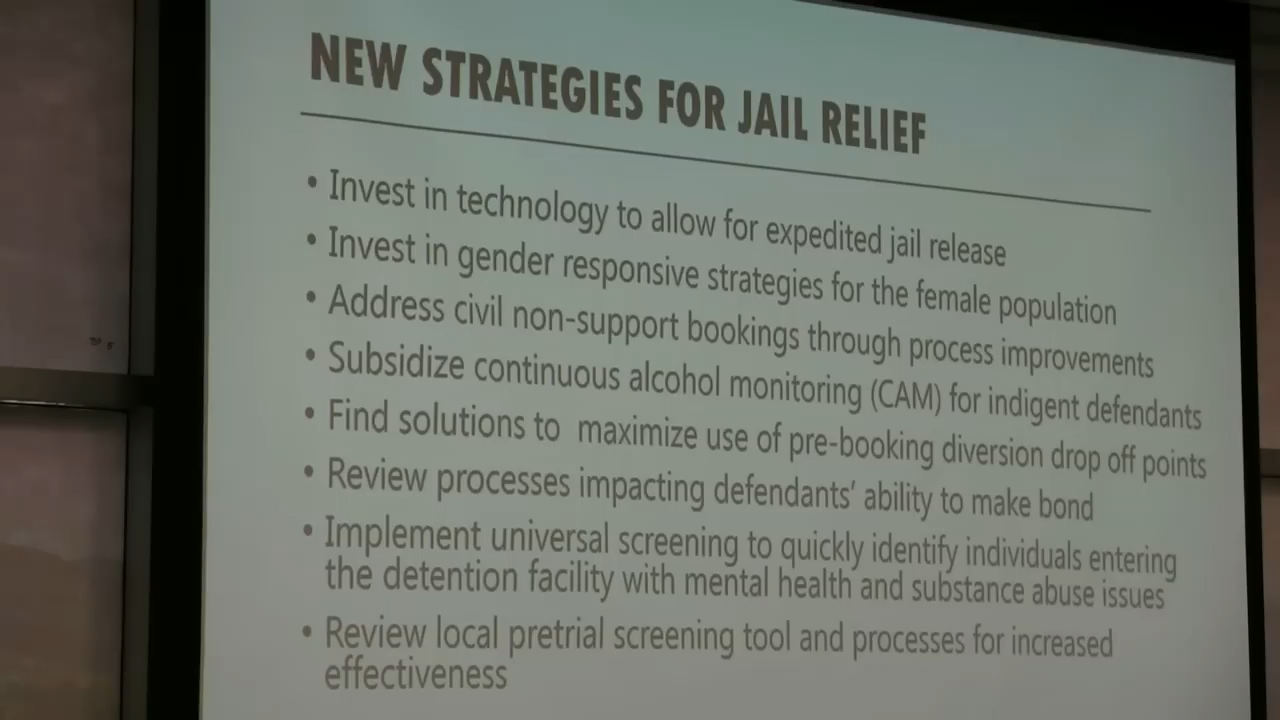 NEW STRATEGIES FOR JAIL RELIEF
• Invest in technology to allow for expedited jail release
• Invest in gender responsive strategies for the female population
• Address civil non-support bookings through process improvements
• Subsidize continuous alcohol monitoring (CAM) for indigent defendants
• Find solutions to maximize use of pre-booking diversion drop off points
• Review processes impacting defendants' ability to make bond
• Implement universal screening to quickly identify individuals entering
the detention facility with mental health and substance abuse issues
• Review local pretrial screening tool and processes for increased
effectiveness